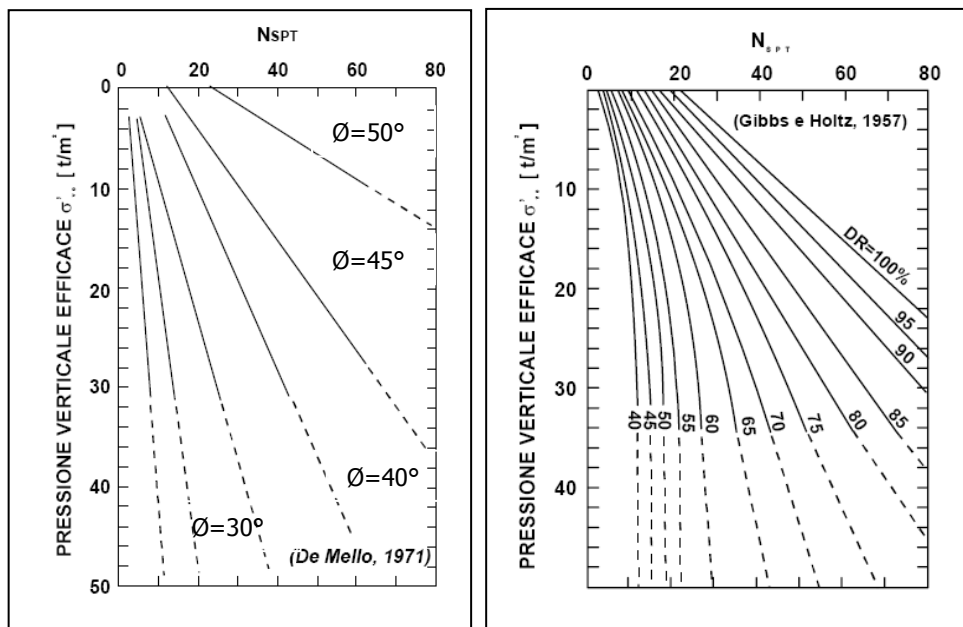 NSPT
0 20 40 60 80
0
10
20
30
40
50
PRESSIONE VERTICALE EFFICACE σ'vo [ t/m² ]
Ø=50°
Ø=45°
Ø=40°
Ø=30°
(De Mello, 1971)
NSPT
0 20 40 60 80
(Gibbs e Holtz, 1957)
10
20
30
40
PRESSIONE VERTICALE EFFICACE σ'vo [ t/m² ]
DR=100%
95
90
85
80
75
70
65
60
55
50
45
40